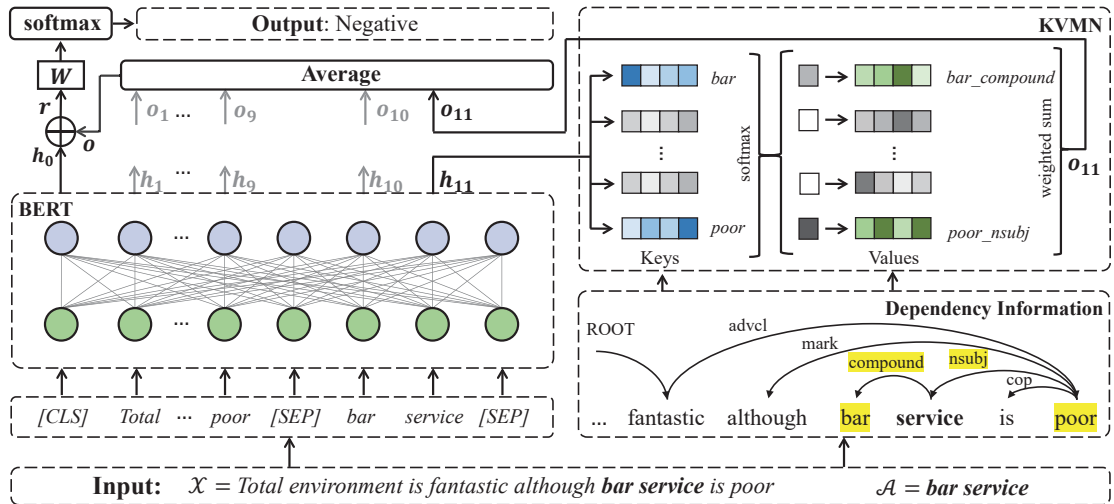 softmax
Output: Negative
KVMN
W
Average
r
o
h0
o1 ... o9 o10 o11
h1 ... h9 h10 h11
BERT
... ...
bar
...
poor
Keys
softmax
bar_compound
...
poor_nsubj
Values
weighted sum
o11
Dependency Information
ROOT
advcl
mark
compound
nsubj
cop
... fantastic although bar service is poor
[CLS] Total ... poor [SEP] bar service [SEP]
Input: 𝒳 = Total environment is fantastic although bar service is poor 𝒜 = bar service